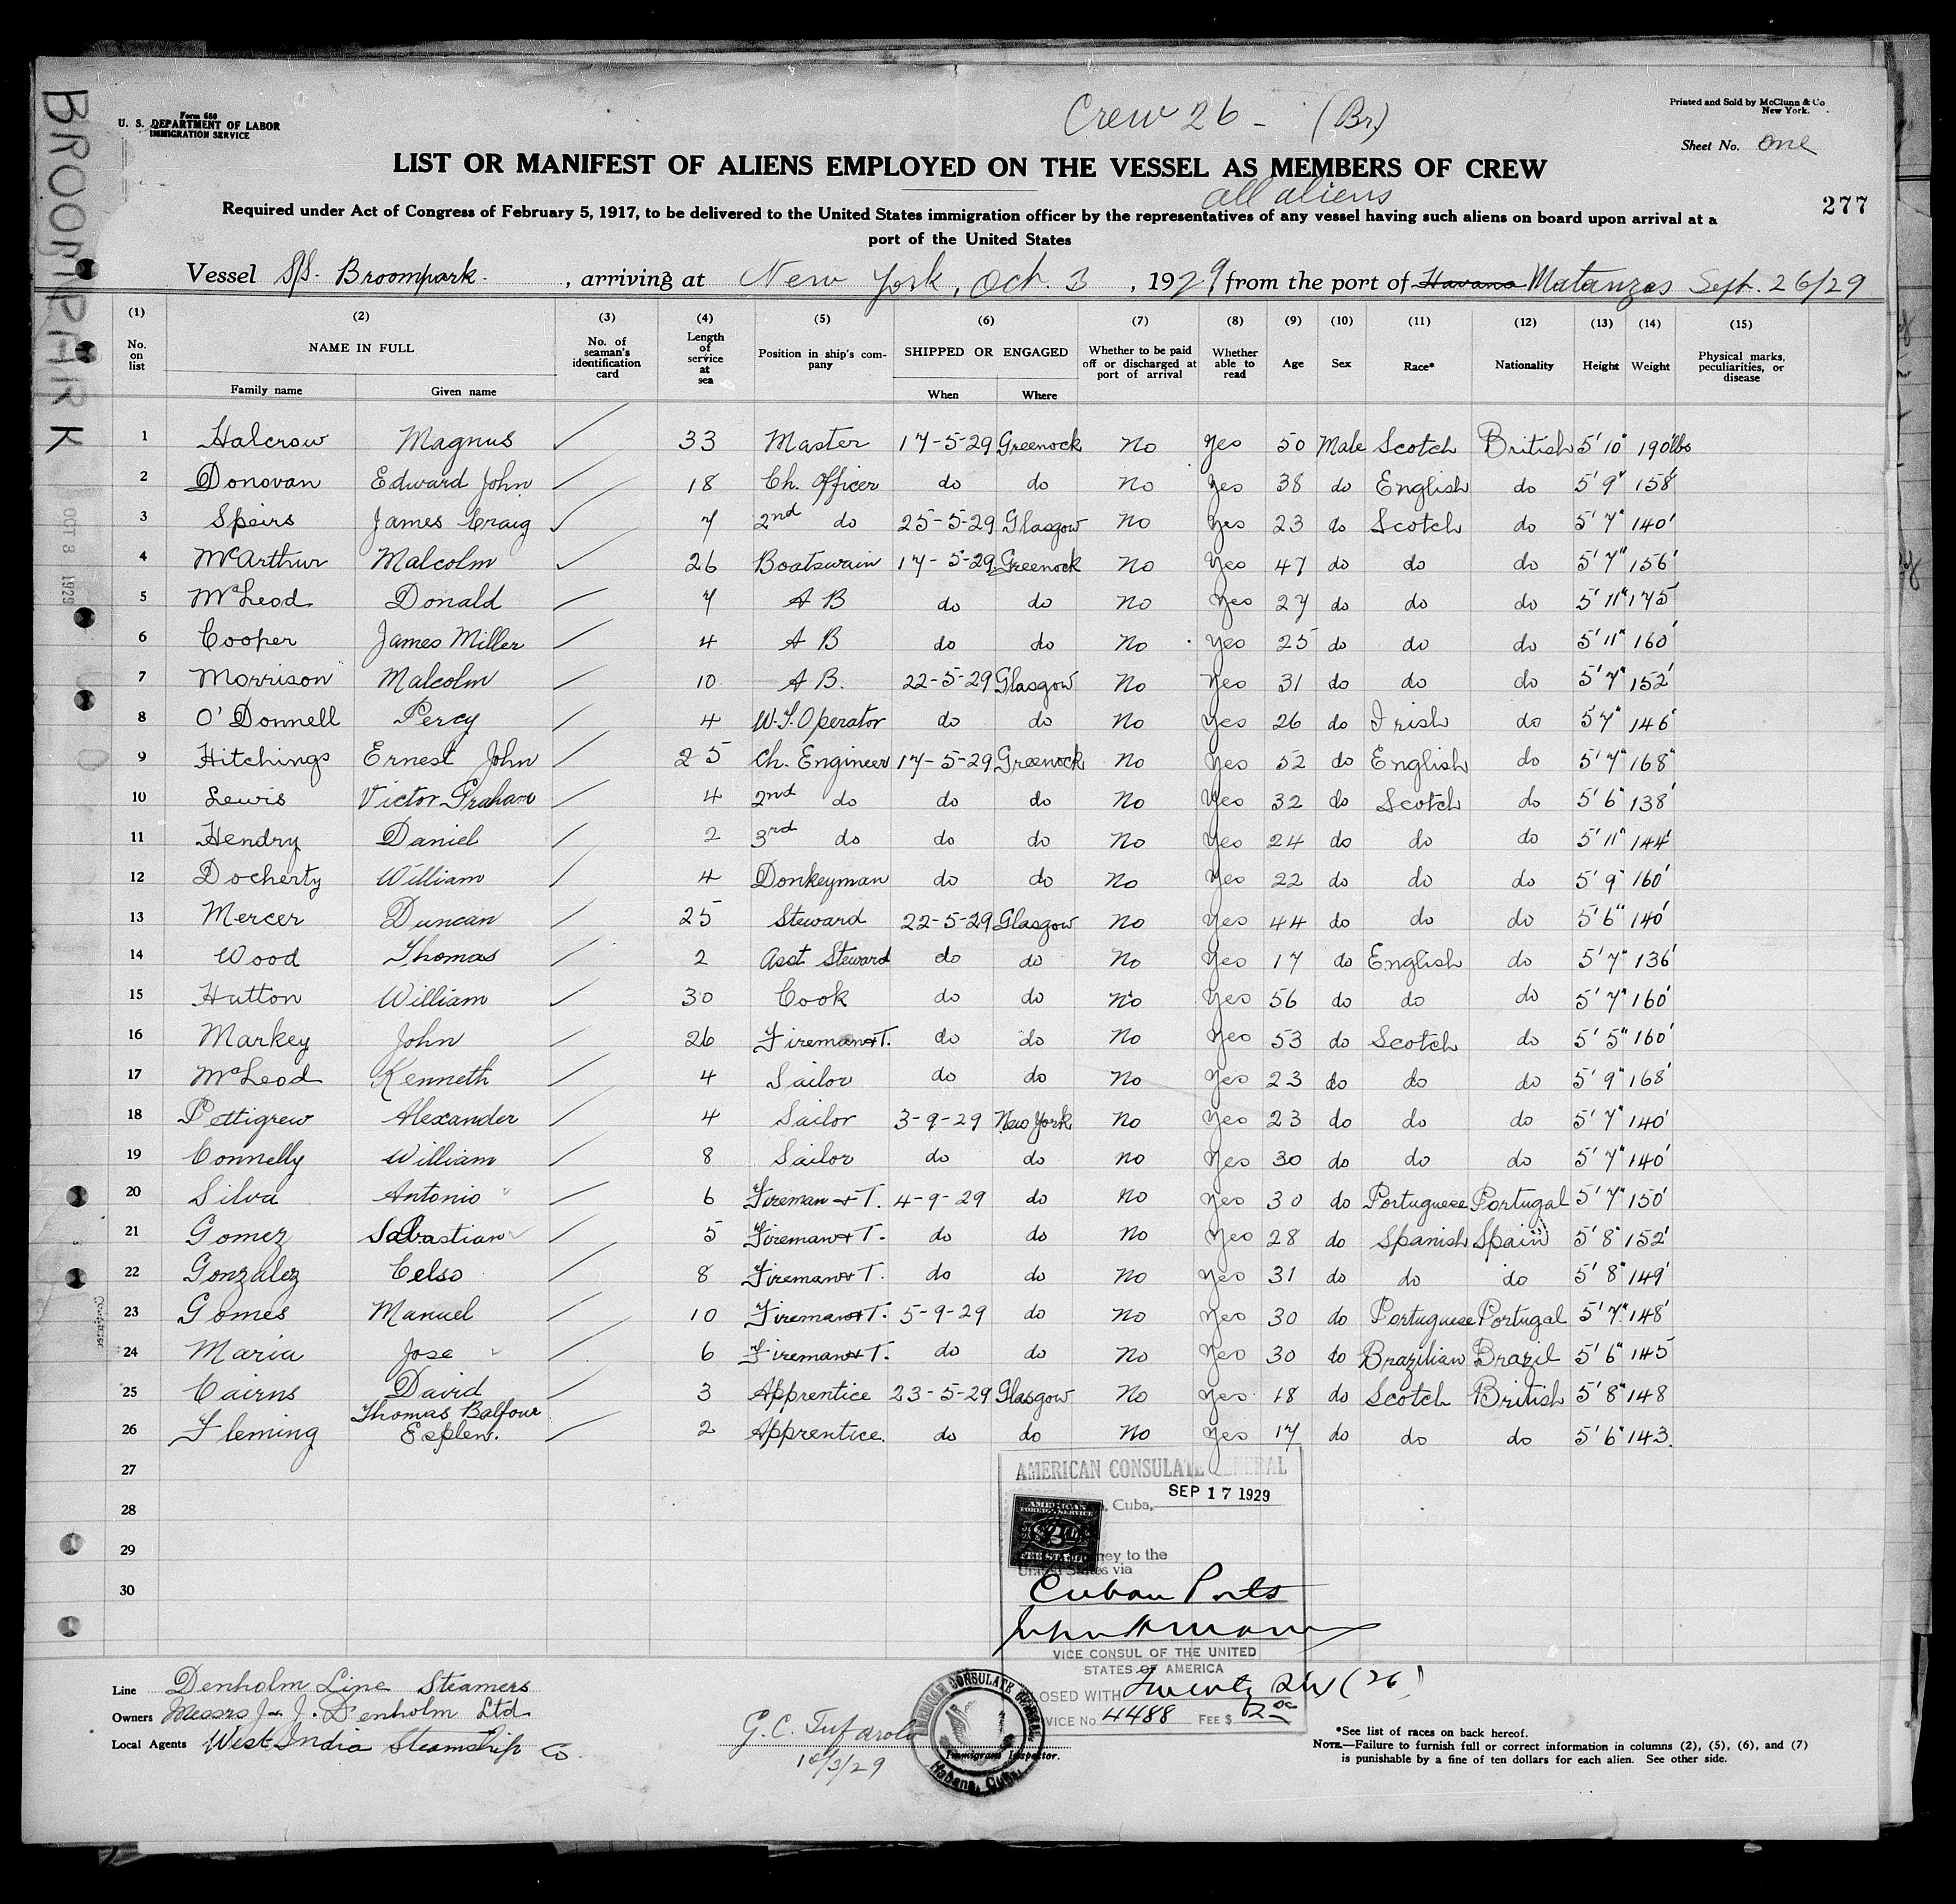 BROOMPARK
OCT 3 1929
Form 680
U. S. DEPARTMENT OF LABOR
IMMIGRATION SERVICE
Crew 26 - (Br)
Printed and Sold by McClunn & Co
New York.
Sheet No. One
LIST OR MANIFEST OF ALIENS EMPLOYED ON THE VESSEL AS MEMBERS OF CREW
all aliens
277
Required under Act of Congress of February 5, 1917, to be delivered to the United States immigration officer by the representatives of any vessel having such aliens on board upon arrival at a
port of the United States
Vessel S/S. Broompark. , arriving at New York, Oct. 3 , 1929 from the port of Havana Matanzas Sept. 26/29
(1) (2) (3) (4) (5) (6) (7) (8) (9) (10) (11) (12) (13) (14) (15)
No. on list NAME IN FULL No. of seaman's identification card Length of service at sea Position in ship's company SHIPPED OR ENGAGED Whether to be paid off or discharged at port of arrival Whether able to read Age Sex Race* Nationality Height Weight Physical marks, peculiarities, or disease
Family name Given name When Where
1 Halcrow Magnus 33 Master 17-5-29 Greenock No Yes 50 Male Scotch British 5'10" 190lbs
2 Donovan Edward John 18 Ch. Officer do do No Yes 38 do English do 5'9" 158'
3 Speirs James Craig 7 2nd do 25-5-29 Glasgow No Yes 23 do Scotch do 5'7" 140'
4 McArthur Malcolm 26 Boatswain 17-5-29 Greenock No Yes 47 do do do 5'7" 156'
5 McLeod Donald 7 A B do do No Yes 27 do do do 5'11" 175'
6 Cooper James Miller 4 A B do do No Yes 25 do do do 5'11" 160'
7 Morrison Malcolm 10 A B. 22-5-29 Glasgow No Yes 31 do do do 5'7" 152'
8 O'Donnell Percy 4 W.T. Operator do do No Yes 26 do Irish do 5'7" 146'
9 Hitchings Ernest John 25 Ch. Engineer 17-5-29 Greenock No Yes 52 do English do 5'7" 168"
10 Lewis Victor Graham 4 2nd do do do No Yes 32 do Scotch do 5'6" 138'
11 Hendry Daniel 2 3rd do do do No Yes 24 do do do 5'11" 144'
12 Docherty William 4 Donkeyman do do No Yes 22 do do do 5'9" 160'
13 Mercer Duncan 25 Steward 22-5-29 Glasgow No Yes 44 do do do 5'6" 140'
14 Wood Thomas 2 Asst Steward do do No Yes 17 do English do 5'7" 136'
15 Hutton William 30 Cook do do No Yes 56 do do do 5'7" 160'
16 Markey John 26 Fireman+T. do do No Yes 53 do Scotch do 5'5" 160'
17 McLeod Kenneth 4 Sailor do do No Yes 23 do do do 5'9" 168'
18 Pettigrew Alexander 4 Sailor 3-9-29 New York No Yes 23 do do do 5'7" 140'
19 Connelly William 8 Sailor do do No Yes 30 do do do 5'7" 140'
20 Silva Antonio 6 Fireman + T. 4-9-29 do No Yes 30 do Portuguese Portugal 5'7" 150'
21 Gomez Sabastian 5 Fireman+ T. do do No Yes 28 do Spanish Spain 5'8" 152'
22 Gonzalez Celso 8 Fireman+ T. do do No Yes 31 do do do 5'8" 149'
23 Gomes Manuel 10 Fireman+T. 5-9-29 do No Yes 30 do Portuguese Portugal 5'7" 148'
24 Maria Jose 6 Fireman+T. do do No Yes 30 do Brazilian Brazil 5'6" 145
25 Cairns David 3 Apprentice 23-5-29 Glasgow No Yes 18 do Scotch British 5'8" 148
26 Fleming Thomas Balfour Esplen. 2 Apprentice. do do No Yes 17 do do do 5'6" 143.
27
28
29
30
AMERICAN CONSULATE GENERAL
, Cuba, SEP 17 1929
AMERICAN FOREIGN SERVICE
2
FEE STAMP
ney to the
United States via
Cuban Ports
VICE CONSUL OF THE UNITED
STATES OF AMERICA
LOSED WITH Twenty six (26)
VICE No. 4488 FEE $ 2.00
AMERICAN CONSULATE GENERAL
Habana, Cuba.
Line Denholm Line Steamers
Owners Messrs J & J. Denholm Ltd
Local Agents West India Steamship Co.
G. C. Tufarolo
Immigrant Inspector.
10/3/29
*See list of races on back hereof.
NOTE.—Failure to furnish full or correct information in columns (2), (5), (6), and (7)
is punishable by a fine of ten dollars for each alien. See other side.